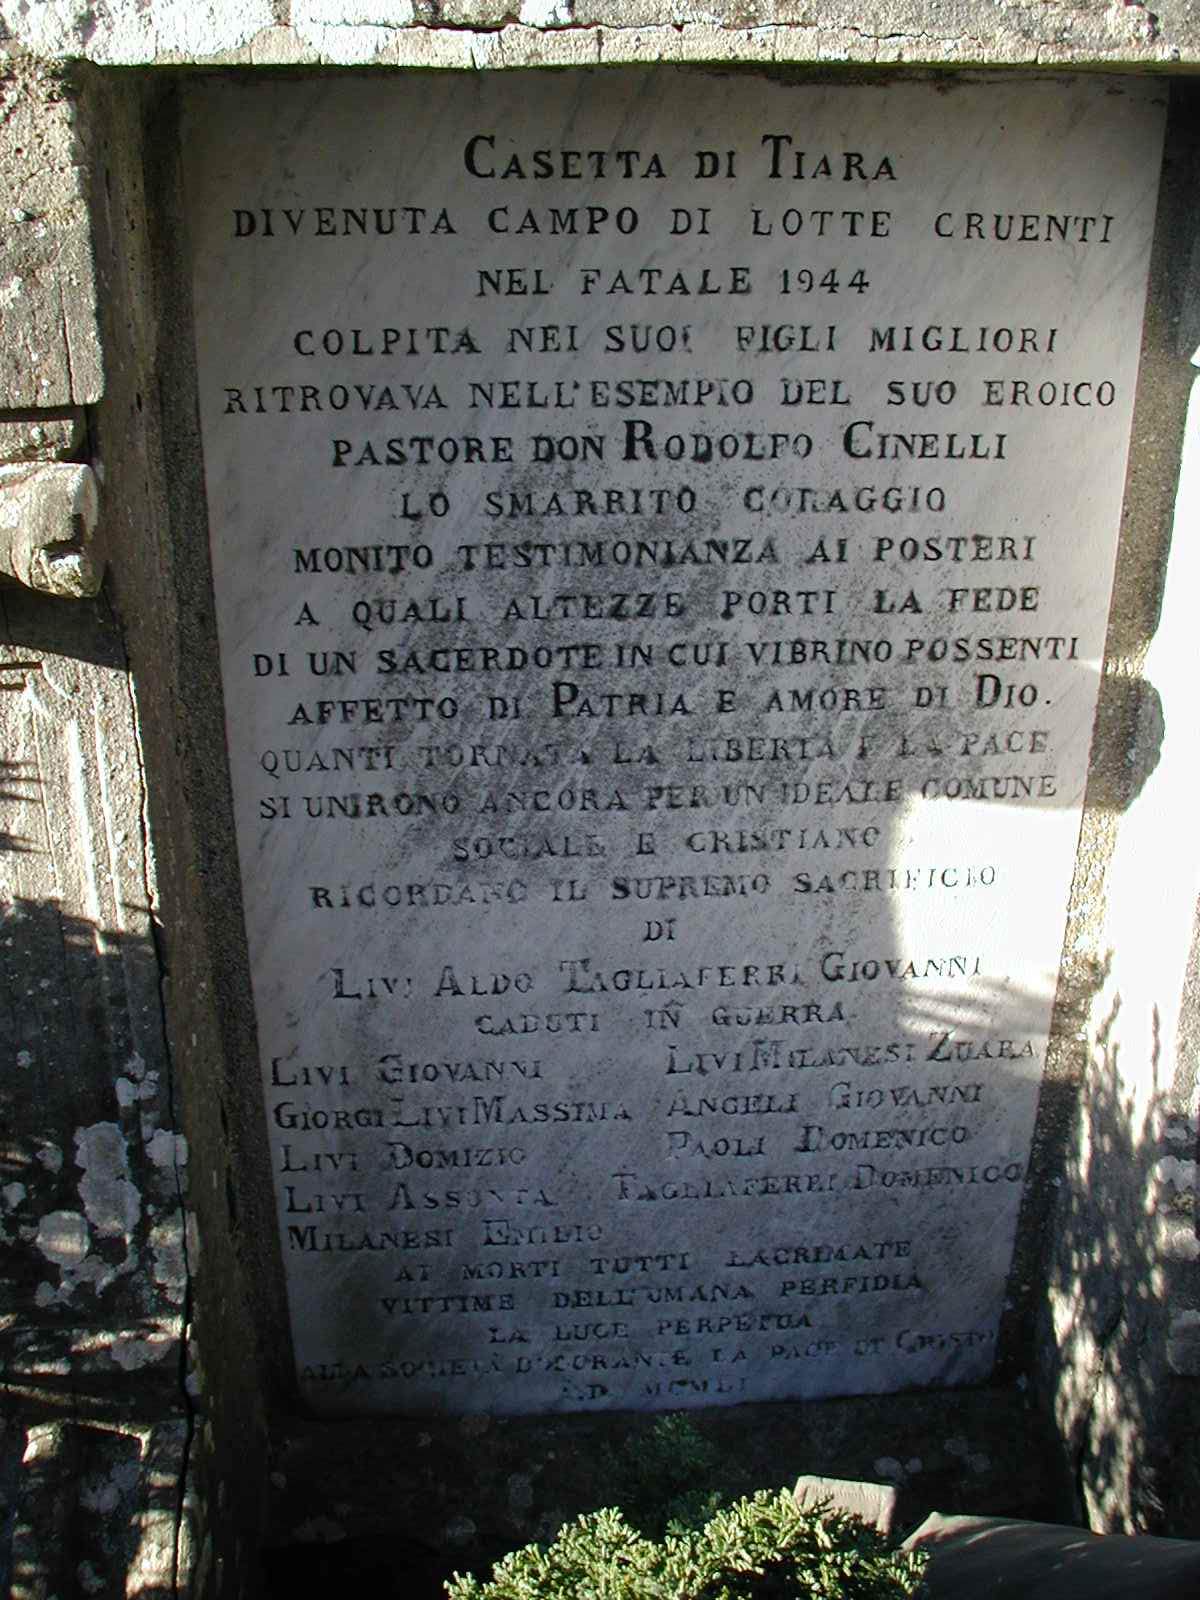 CASETTA DI TIARA
DIVENUTA CAMPO DI LOTTE CRUENTI
NEL FATALE 1944
COLPITA NEI SUOI FIGLI MIGLIORI
RITROVAVA NELL'ESEMPIO DEL SUO EROICO
PASTORE DON RODOLFO CINELLI
LO SMARRITO CORAGGIO
MONITO TESTIMONIANZA AI POSTERI
A QUALI ALTEZZE PORTI LA FEDE
DI UN SACERDOTE IN CUI VIBRINO POSSENTI
AFFETTO DI PATRIA E AMORE DI DIO.
QUANTI TORNATA LA LIBERTÀ E LA PACE
SI UNIRONO ANCORA PER UN IDEALE COMUNE
SOCIALE E CRISTIANO
RICORDANO IL SUPREMO SACRIFICIO
DI
LIVI ALDO TAGLIAFERRI GIOVANNI
CADUTI IN GUERRA
LIVI GIOVANNI LIVI MILANESI ZUARA
GIORGI LIVI MASSIMA ANGELI GIOVANNI
LIVI DOMIZIO PAOLI DOMENICO
LIVI ASSUNTA TAGLIAFERRI DOMENICO
MILANESI EMILIO
AI MORTI TUTTI LACRIMATE
VITTIME DELL'UMANA PERFIDIA
LA LUCE PERPETUA
ALLA SOCIETÀ D'LORANTE LA PACE DI CRISTO
A.D. MCMLI